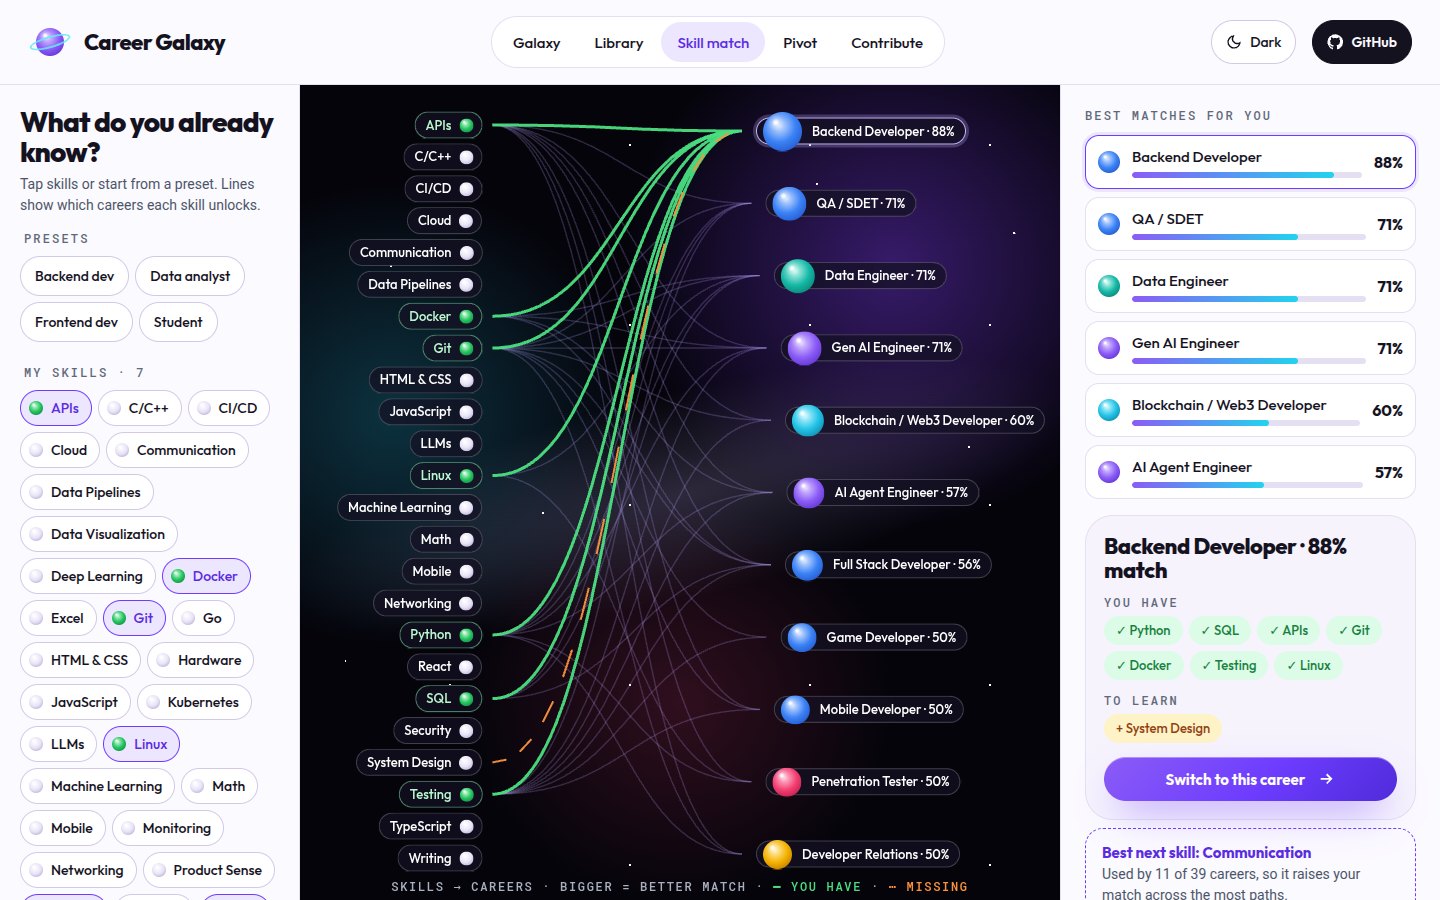 Career Galaxy
Galaxy
Library
Skill match
Pivot
Contribute
Dark
GitHub
What do you already
know?
Tap skills or start from a preset. Lines
show which careers each skill unlocks.
PRESETS
Backend dev
Data analyst
Frontend dev
Student
MY SKILLS · 7
APIs
C/C++
CI/CD
Cloud
Communication
Data Pipelines
Data Visualization
Deep Learning
Docker
Excel
Git
Go
HTML & CSS
Hardware
JavaScript
Kubernetes
LLMs
Linux
Machine Learning
Math
Mobile
Monitoring
Networking
Product Sense
APIs
C/C++
CI/CD
Cloud
Communication
Data Pipelines
Docker
Git
HTML & CSS
JavaScript
LLMs
Linux
Machine Learning
Math
Mobile
Networking
Python
React
SQL
Security
System Design
Testing
TypeScript
Writing
Backend Developer · 88%
QA / SDET · 71%
Data Engineer · 71%
Gen AI Engineer · 71%
Blockchain / Web3 Developer · 60%
AI Agent Engineer · 57%
Full Stack Developer · 56%
Game Developer · 50%
Mobile Developer · 50%
Penetration Tester · 50%
Developer Relations · 50%
SKILLS → CAREERS · BIGGER = BETTER MATCH · — YOU HAVE · ┅ MISSING
BEST MATCHES FOR YOU
Backend Developer
88%
QA / SDET
71%
Data Engineer
71%
Gen AI Engineer
71%
Blockchain / Web3 Developer
60%
AI Agent Engineer
57%
Backend Developer · 88%
match
YOU HAVE
✓ Python
✓ SQL
✓ APIs
✓ Git
✓ Docker
✓ Testing
✓ Linux
TO LEARN
+ System Design
Switch to this career →
Best next skill: Communication
Used by 11 of 39 careers, so it raises your
match across the most paths.